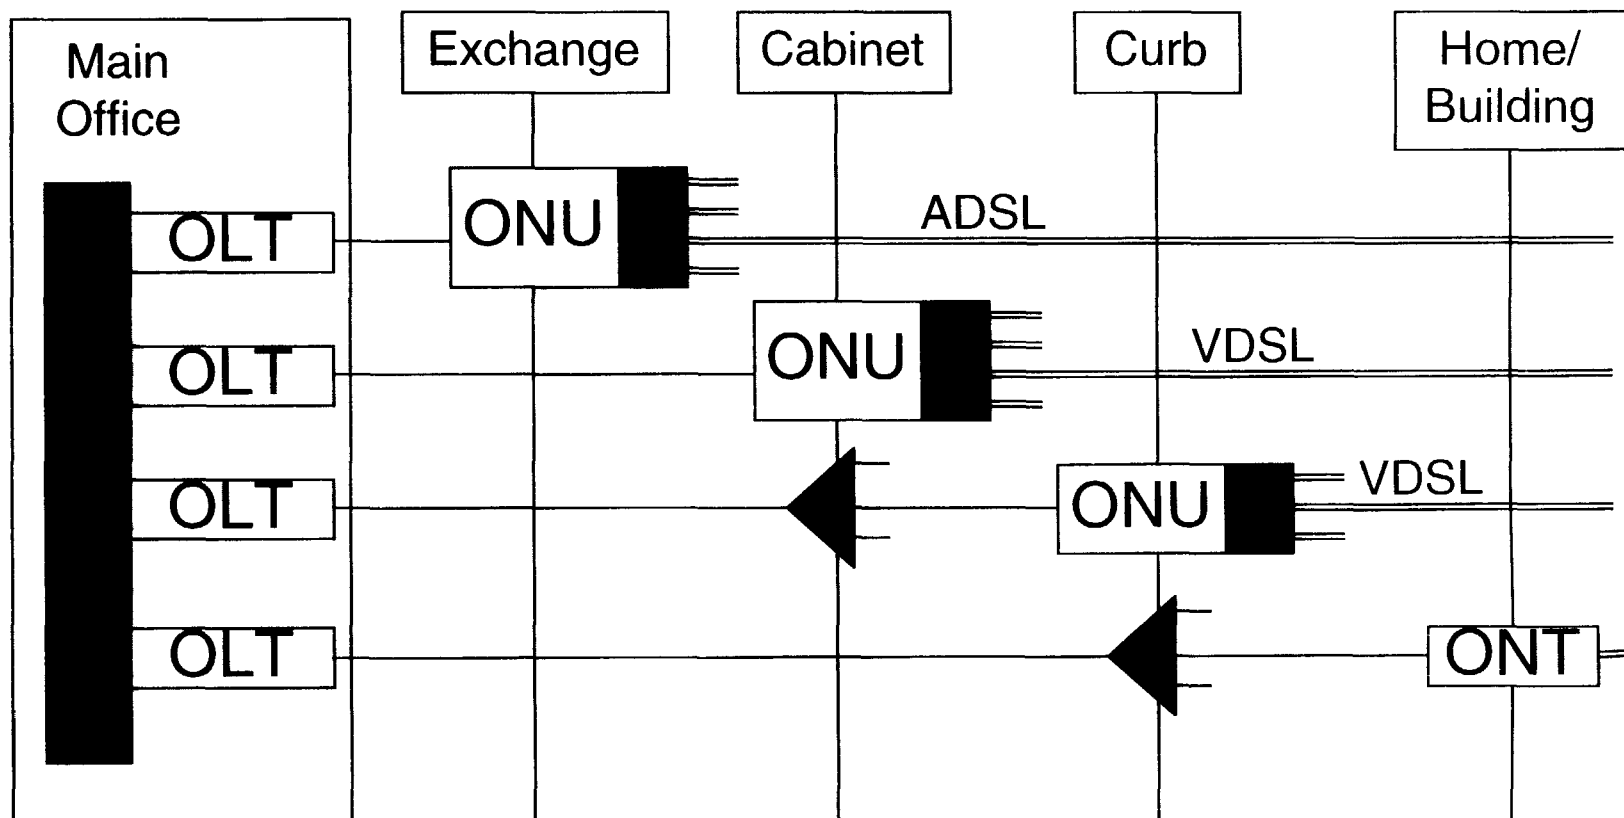 Main
Office
Exchange
Cabinet
Curb
Home/
Building
OLT
ONU
ADSL
OLT
ONU
VDSL
OLT
ONU
VDSL
OLT
ONT